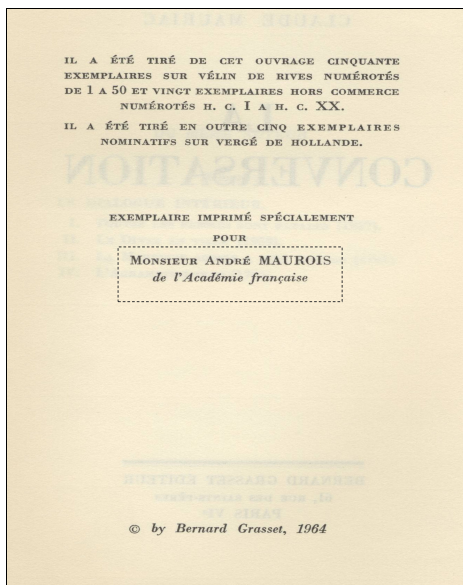 IL A ÉTÉ TIRÉ DE CET OUVRAGE CINQUANTE
EXEMPLAIRES SUR VÉLIN DE RIVES NUMÉROTÉS
DE 1 A 50 ET VINGT EXEMPLAIRES HORS COMMERCE
NUMÉROTÉS H. C. I A H. C. XX.
IL A ÉTÉ TIRÉ EN OUTRE CINQ EXEMPLAIRES
NOMINATIFS SUR VERGÉ DE HOLLANDE.
EXEMPLAIRE IMPRIMÉ SPÉCIALEMENT
POUR
MONSIEUR ANDRÉ MAUROIS
de l'Académie française
© by Bernard Grasset, 1964